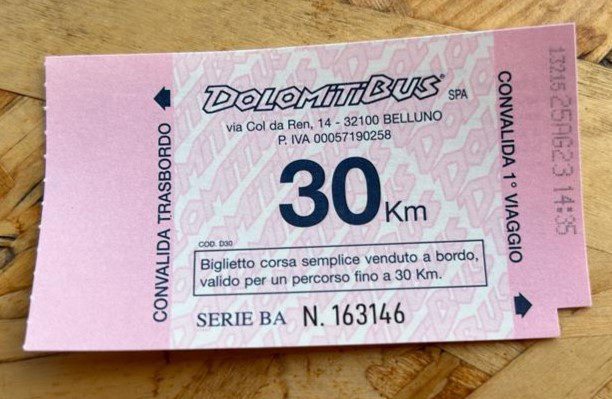 DOLOMITIBUS® SPA
via Col da Ren, 14 - 32100 BELLUNO
P. IVA 00057190258
30 Km
COD. D30
Biglietto corsa semplice venduto a bordo,
valido per un percorso fino a 30 Km.
SERIE BA N. 163146
CONVALIDA TRASBORDO
CONVALIDA 1° VIAGGIO
13215 25AG23 14:35